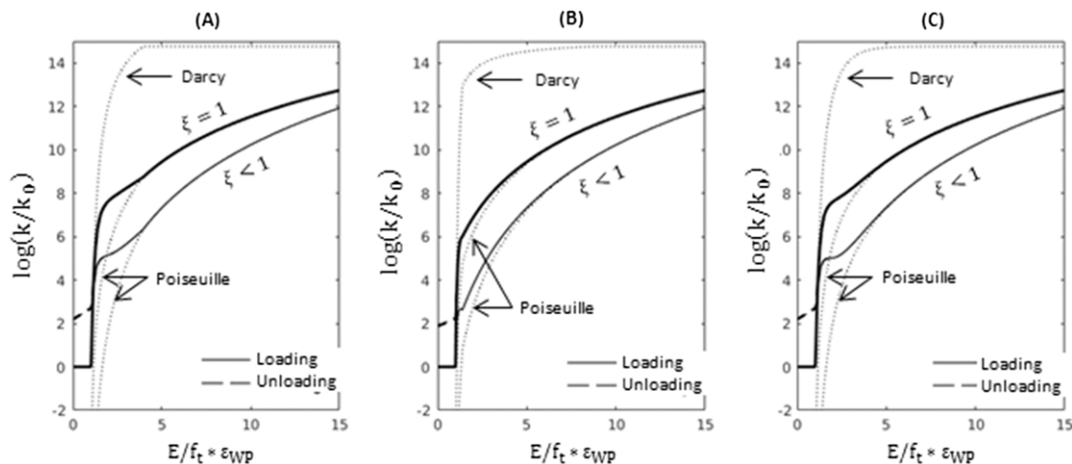 (A)
log(k/k₀)
14
12
10
8
6
4
2
0
-2
Darcy
ξ = 1
ξ < 1
Poiseuille
Loading
Unloading
0 5 10 15
E/fₜ * εWP
(B)
log(k/k₀)
14
12
10
8
6
4
2
0
-2
Darcy
ξ = 1
ξ < 1
Poiseuille
Loading
Unloading
0 5 10 15
E/fₜ * εWP
(C)
log(k/k₀)
14
12
.0
8
6
4
2
0
-2
Darcy
ξ = 1
ξ < 1
Poiseuille
Loading
Unloading
0 5 10 15
E/fₜ * εWP